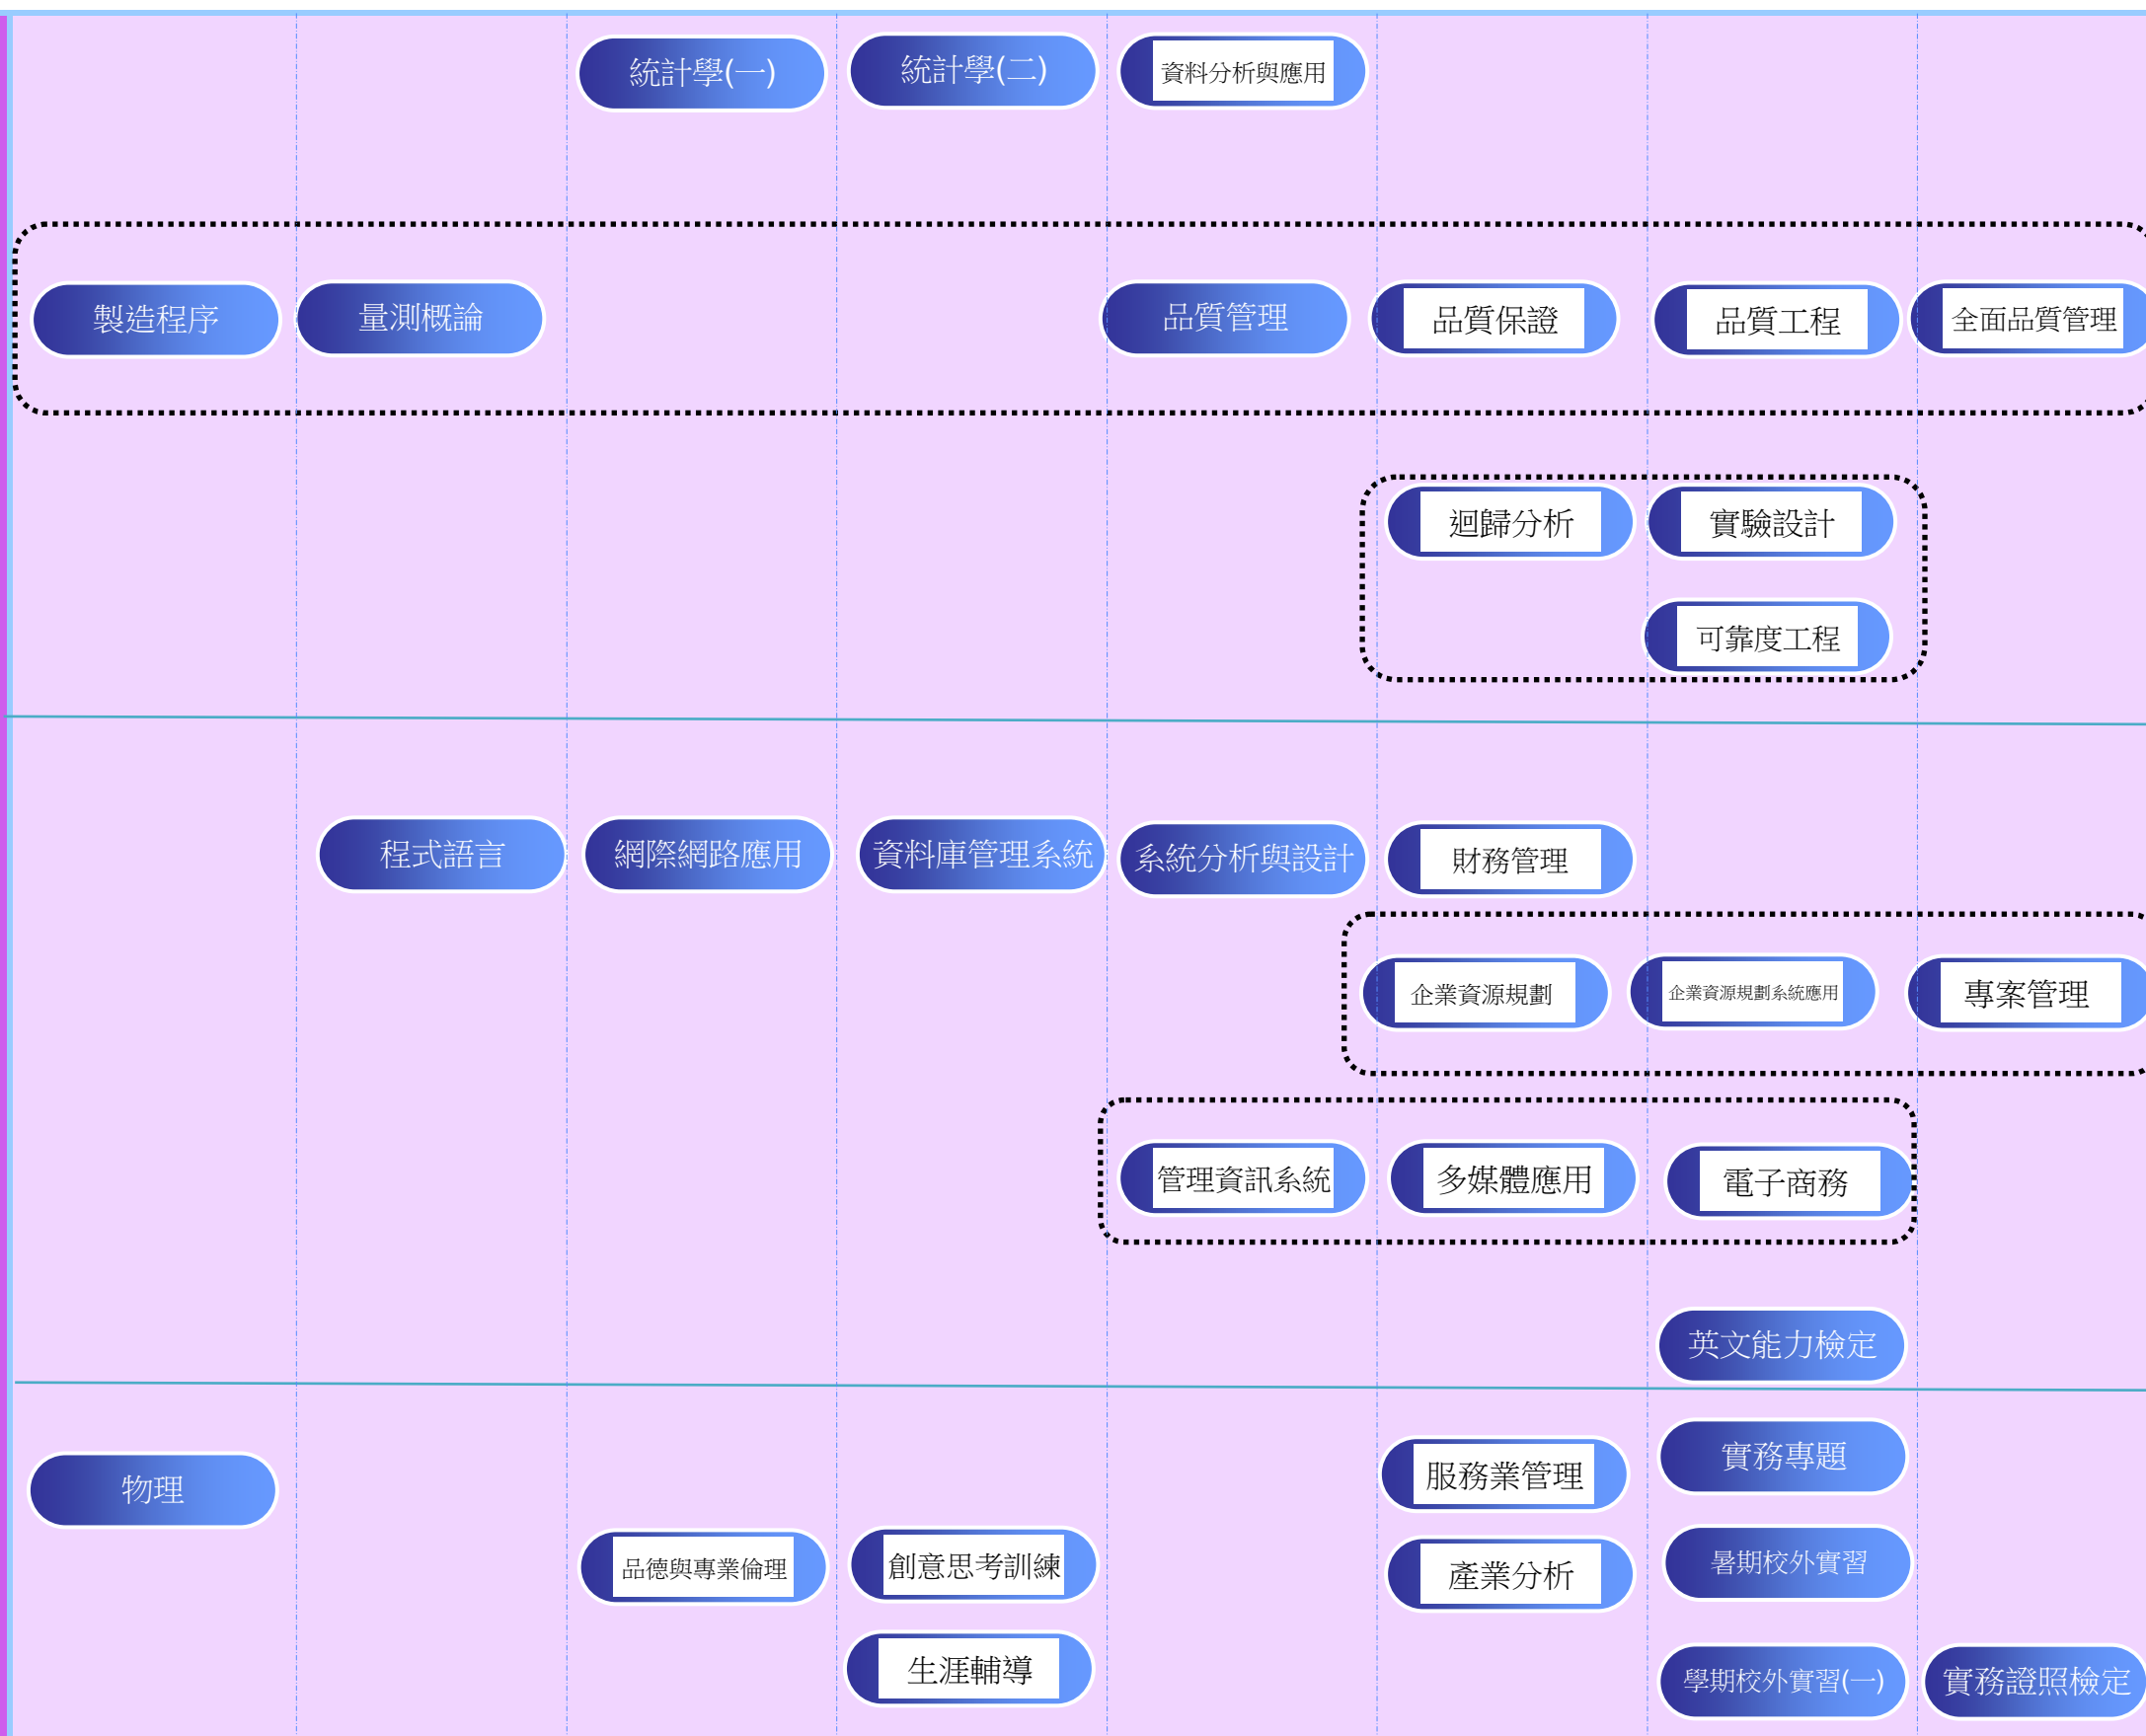 統計學(一)
統計學(二)
資料分析與應用
製造程序
量測概論
品質管理
品質保證
品質工程
全面品質管理
迴歸分析
實驗設計
可靠度工程
程式語言
網際網路應用
資料庫管理系統
系統分析與設計
財務管理
企業資源規劃
企業資源規劃系統應用
專案管理
管理資訊系統
多媒體應用
電子商務
英文能力檢定
物理
服務業管理
實務專題
品德與專業倫理
創意思考訓練
產業分析
暑期校外實習
生涯輔導
學期校外實習(一)
實務證照檢定